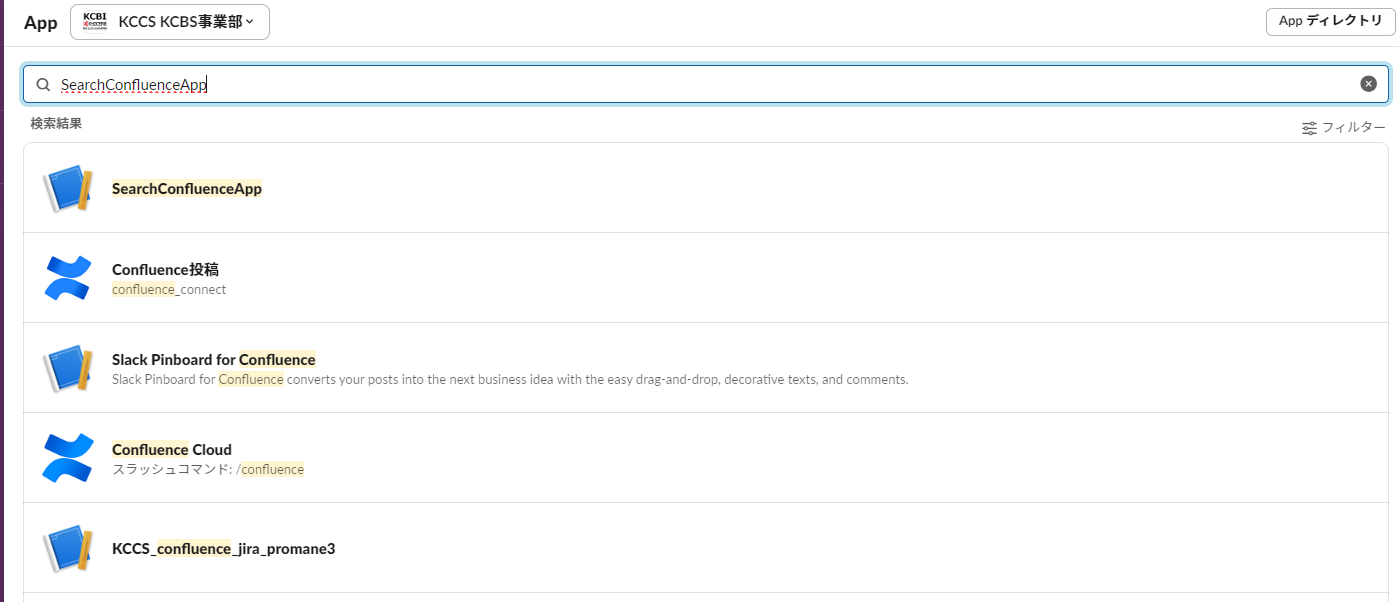 App
KCBI
KCCS KCBS事業部
App ディレクトリ
SearchConfluenceApp
検索結果
フィルター
SearchConfluenceApp
Confluence投稿
confluence_connect
Slack Pinboard for Confluence
Slack Pinboard for Confluence converts your posts into the next business idea with the easy drag-and-drop, decorative texts, and comments.
Confluence Cloud
スラッシュコマンド: /confluence
KCCS_confluence_jira_promane3